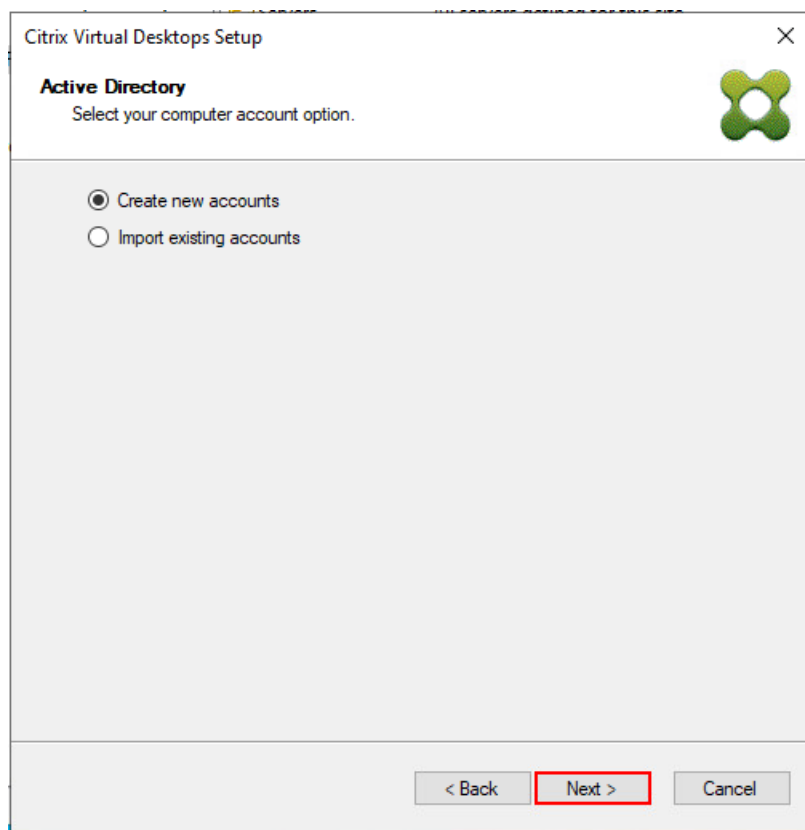 Citrix Virtual Desktops Setup
Active Directory
Select your computer account option.
Create new accounts
Import existing accounts
< Back
Next >
Cancel